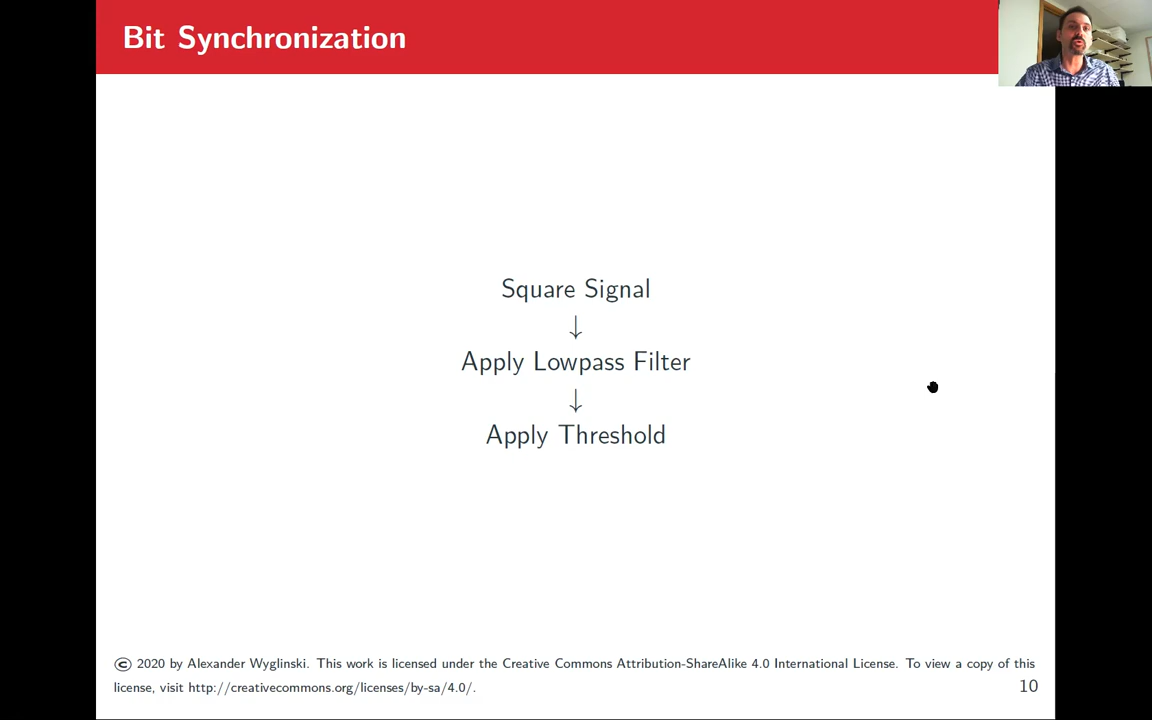 Bit Synchronization
Square Signal
↓
Apply Lowpass Filter
↓
Apply Threshold
© 2020 by Alexander Wyglinski. This work is licensed under the Creative Commons Attribution-ShareAlike 4.0 International License. To view a copy of this
license, visit http://creativecommons.org/licenses/by-sa/4.0/.
10